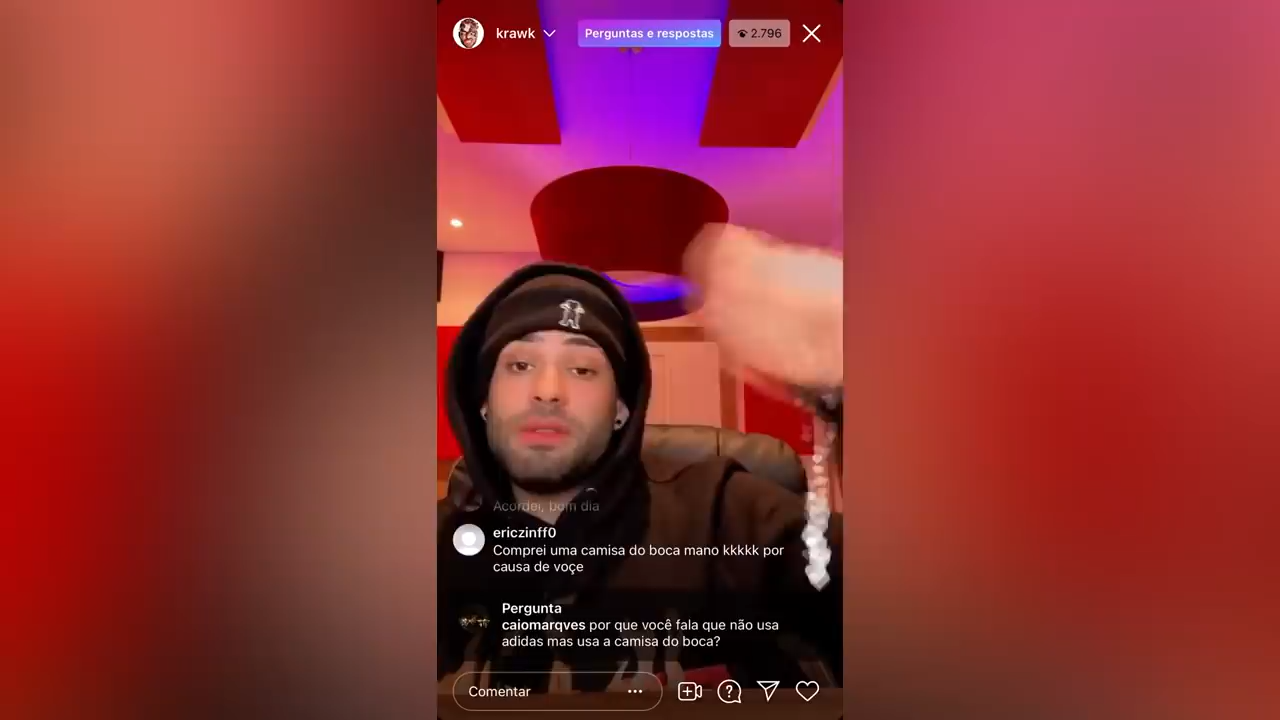 krawk
Perguntas e respostas
2.796
Acordei, bom dia
ericzinff0
Comprei uma camisa do boca mano kkkkk por
causa de voçe
Pergunta
caiomarqves por que você fala que não usa
adidas mas usa a camisa do boca?
Comentar